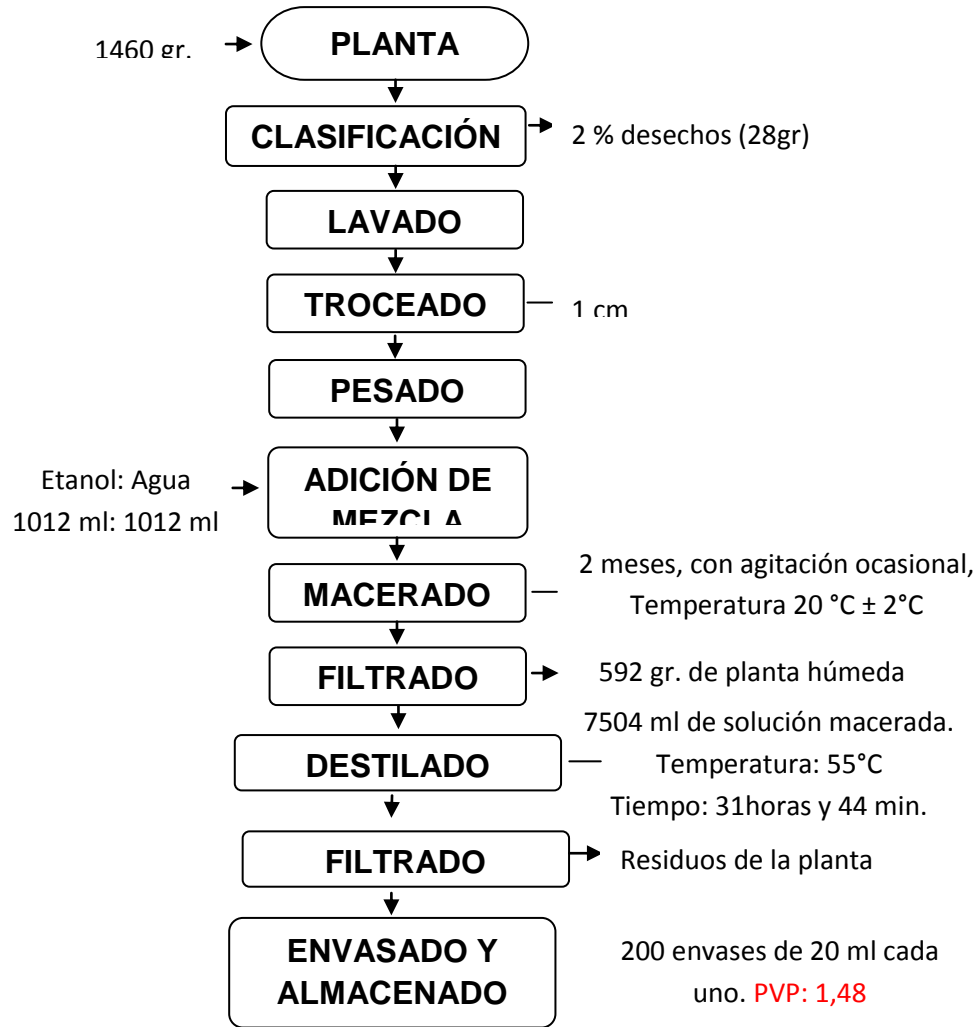 1460 gr.
PLANTA
CLASIFICACIÓN
2 % desechos (28gr)
LAVADO
TROCEADO
1 cm
PESADO
Etanol: Agua
1012 ml: 1012 ml
ADICIÓN DE
MEZCLA
MACERADO
2 meses, con agitación ocasional,
Temperatura 20 °C ± 2°C
FILTRADO
592 gr. de planta húmeda
DESTILADO
7504 ml de solución macerada.
Temperatura: 55°C
Tiempo: 31horas y 44 min.
FILTRADO
Residuos de la planta
ENVASADO Y
ALMACENADO
200 envases de 20 ml cada
uno. PVP: 1,48